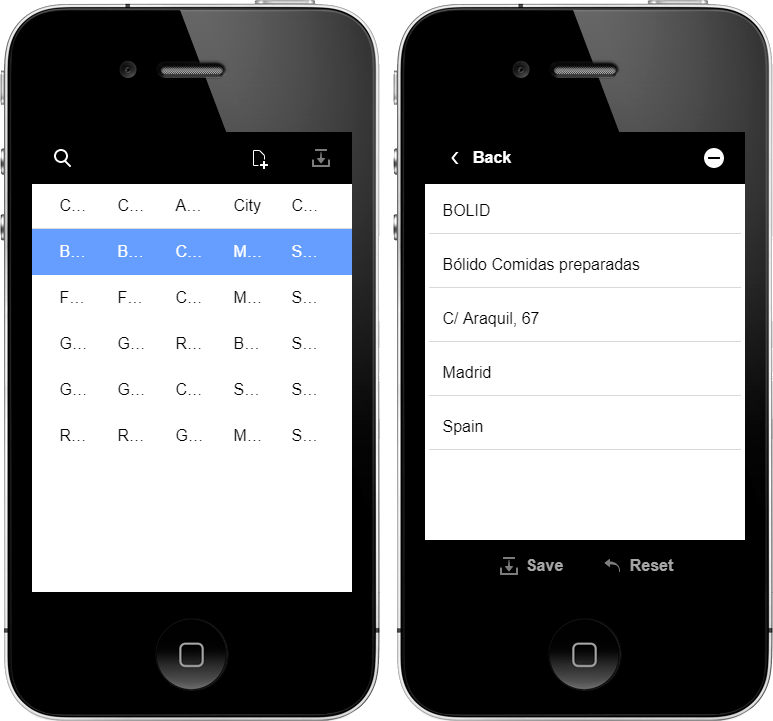 C... C... A... City C...
B... B... C... M... S...
F... F... C... M... S...
G... G... R... B... S...
G... G... C... S... S...
R... R... G... M... S...
Back
BOLID
Bólido Comidas preparadas
C/ Araquil, 67
Madrid
Spain
Save Reset